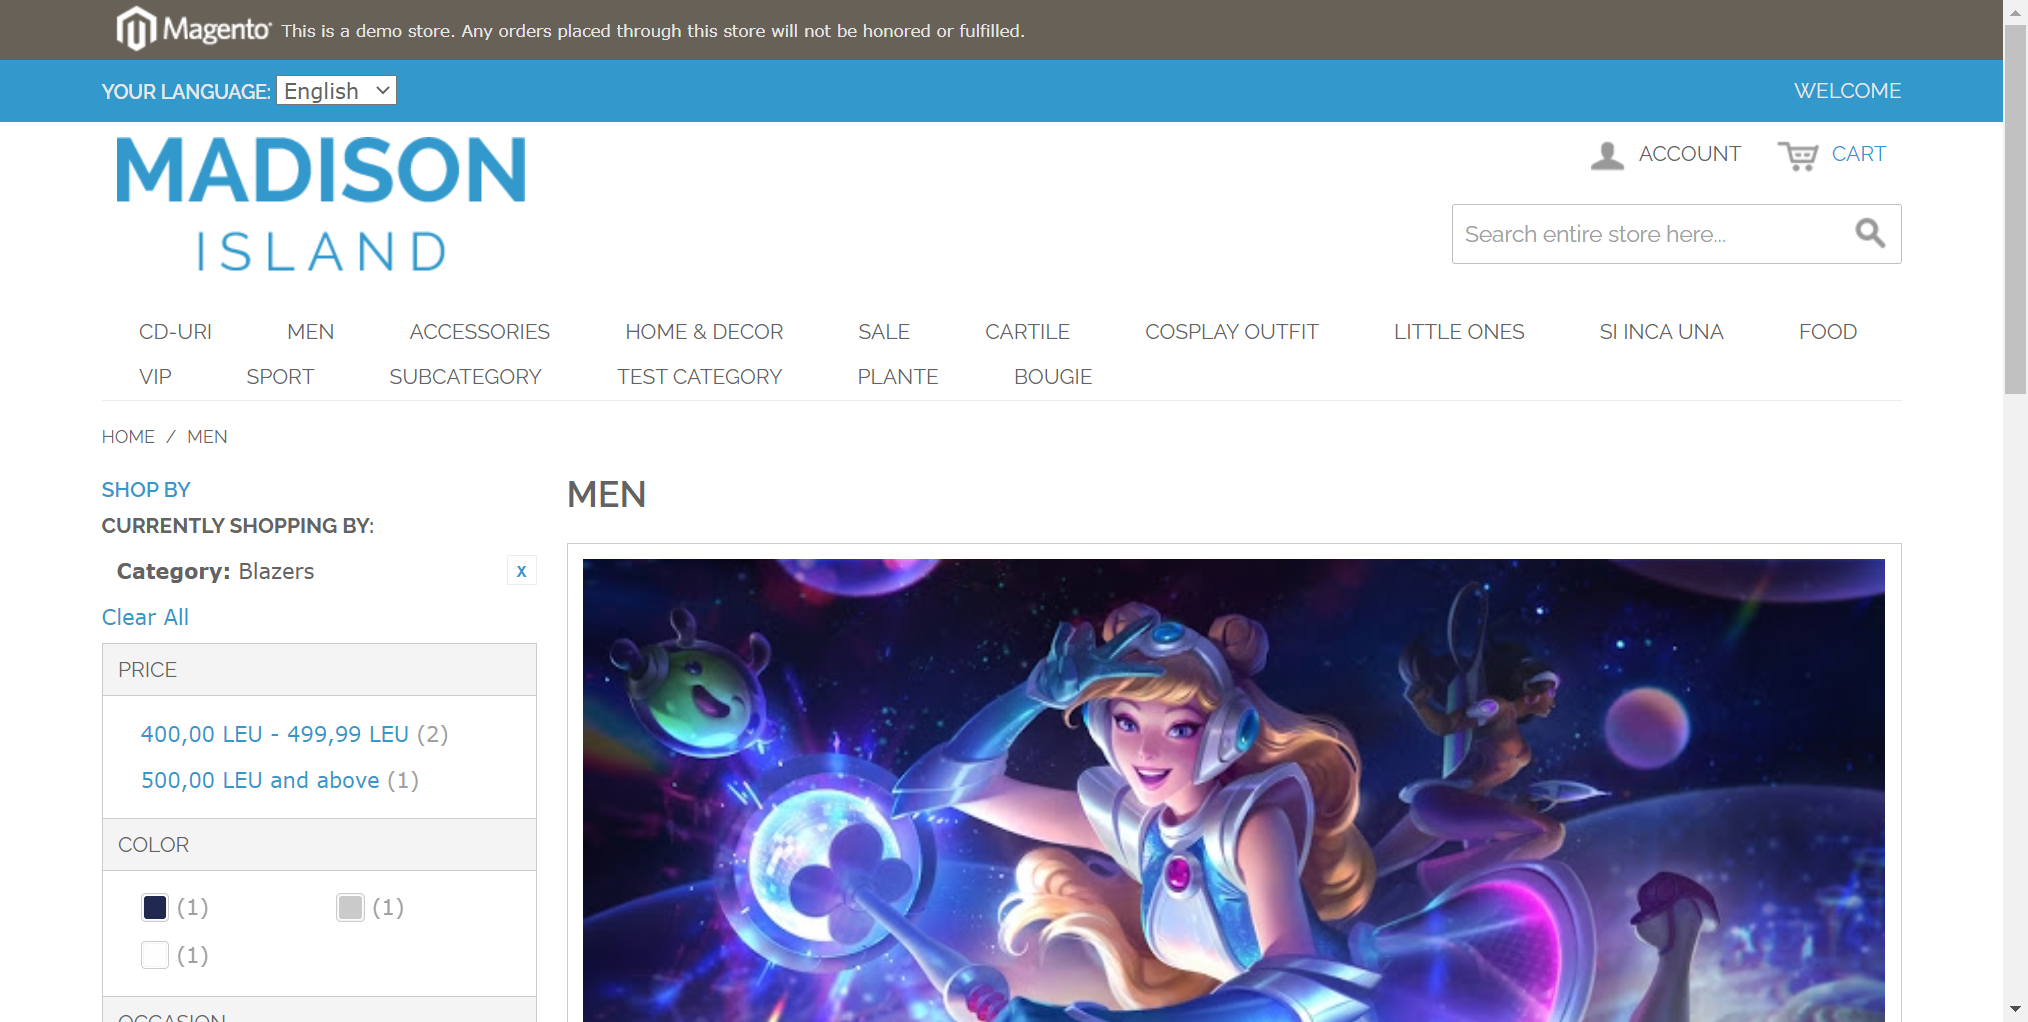 Magento® This is a demo store. Any orders placed through this store will not be honored or fulfilled.
YOUR LANGUAGE: English
WELCOME
MADISON
ISLAND
ACCOUNT
CART
Search entire store here...
CD-URI MEN ACCESSORIES HOME & DECOR SALE CARTILE COSPLAY OUTFIT LITTLE ONES SI INCA UNA FOOD
VIP SPORT SUBCATEGORY TEST CATEGORY PLANTE BOUGIE
HOME / MEN
SHOP BY
CURRENTLY SHOPPING BY:
Category: Blazers x
Clear All
PRICE
400,00 LEU - 499,99 LEU (2)
500,00 LEU and above (1)
COLOR
(1) (1)
(1)
OCCASION
MEN